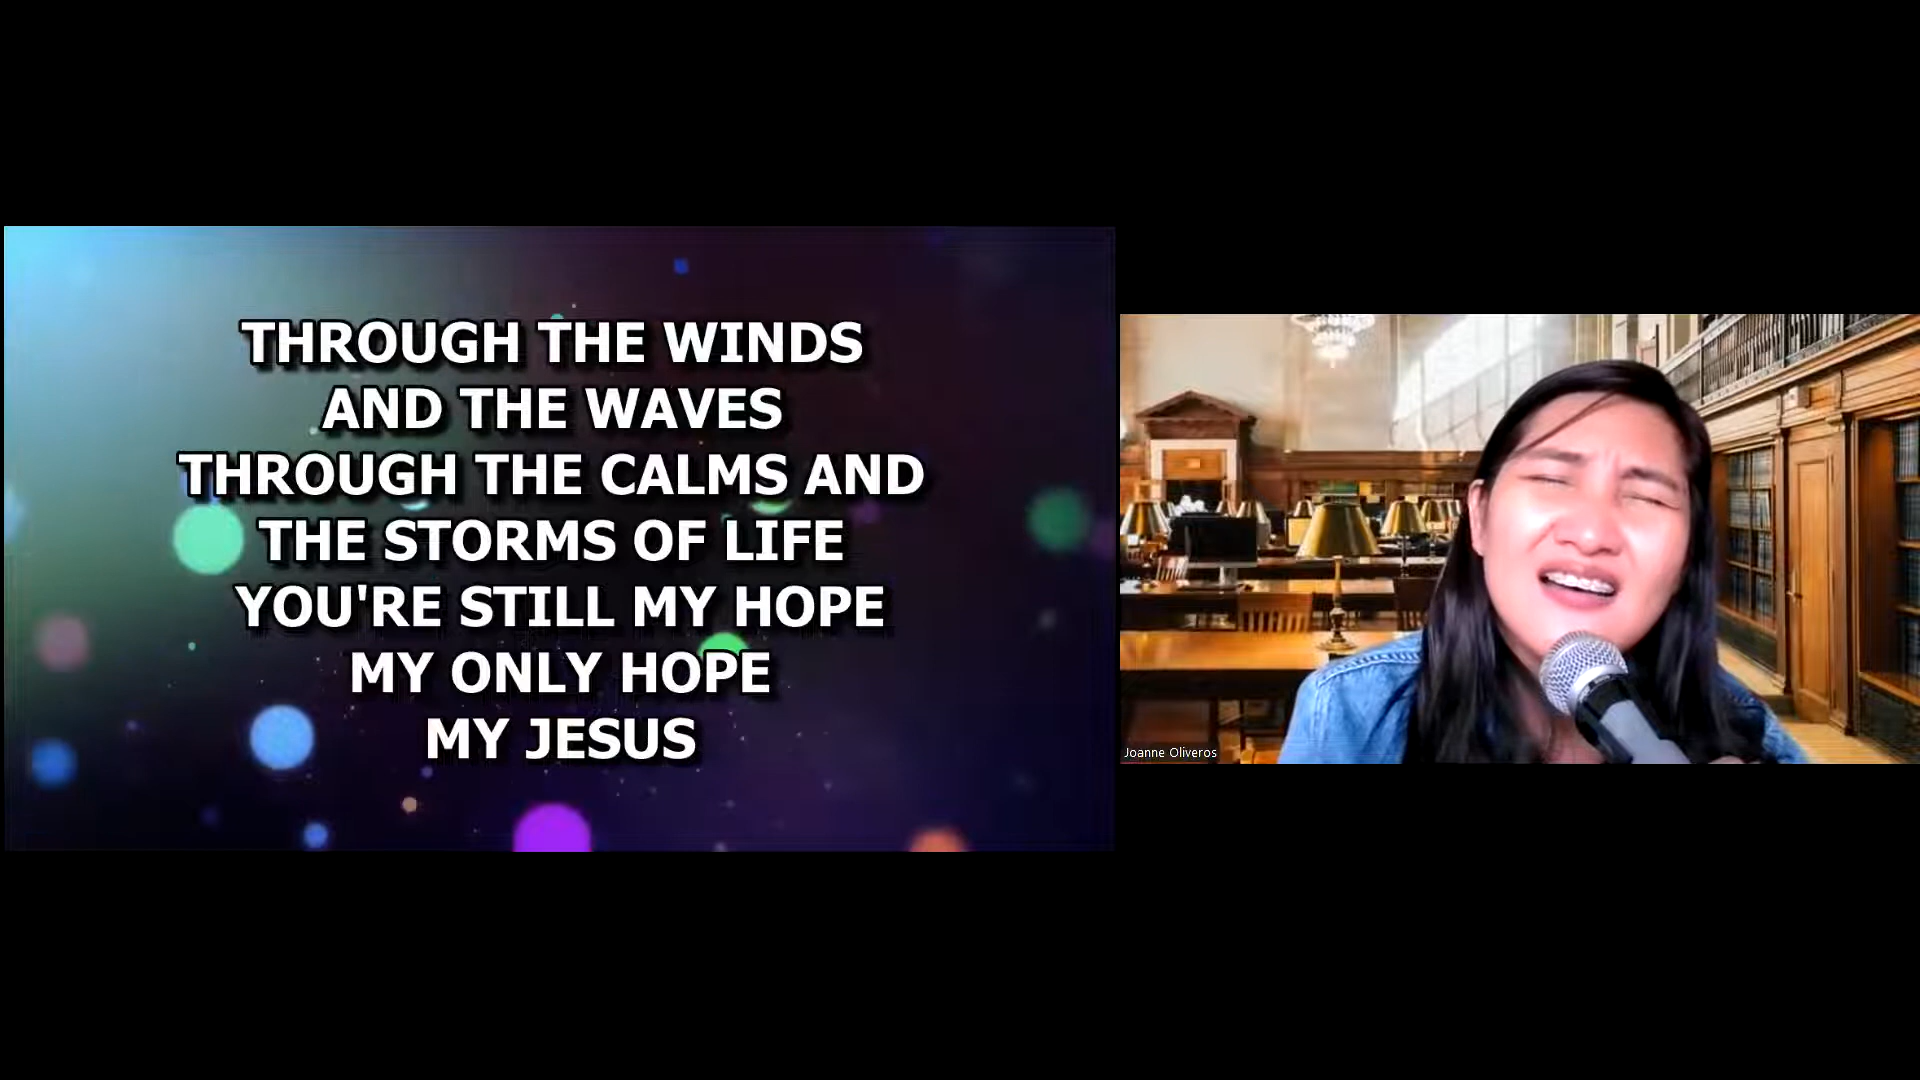 THROUGH THE WINDS
AND THE WAVES
THROUGH THE CALMS AND
THE STORMS OF LIFE
YOU'RE STILL MY HOPE
MY ONLY HOPE
MY JESUS
Joanne Oliveros